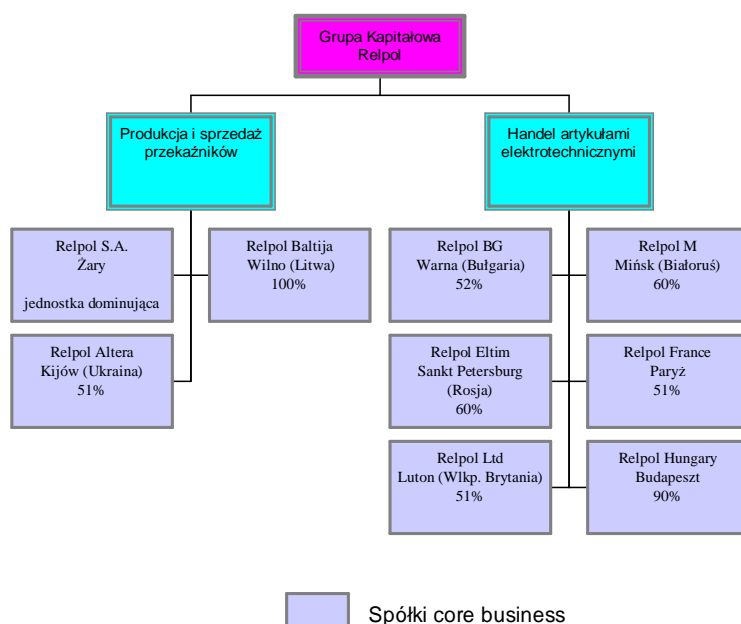 Grupa Kapitałowa
Relpol
Produkcja i sprzedaż
przekaźników
Handel artykułami
elektrotechnicznymi
Relpol S.A.
Żary
jednostka dominująca
Relpol Baltija
Wilno (Litwa)
100%
Relpol BG
Warna (Bułgaria)
52%
Relpol M
Mińsk (Białoruś)
60%
Relpol Altera
Kijów (Ukraina)
51%
Relpol Eltim
Sankt Petersburg
(Rosja)
60%
Relpol France
Paryż
51%
Relpol Ltd
Luton (Wlkp. Brytania)
51%
Relpol Hungary
Budapeszt
90%
Spółki core business